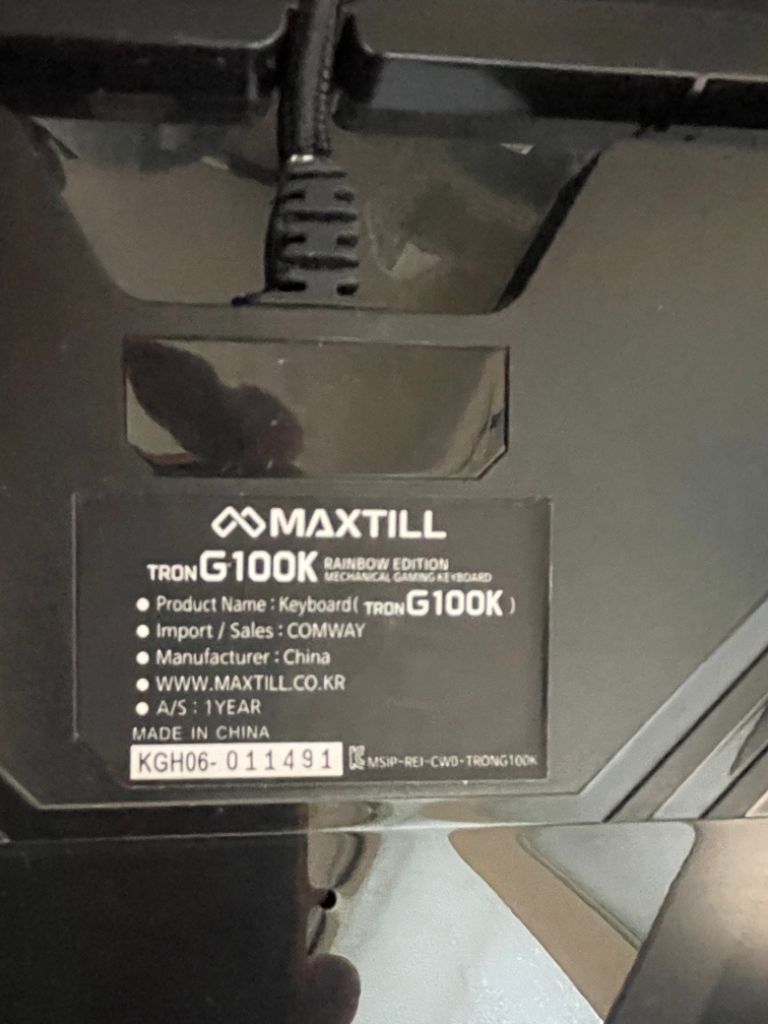 MAXTILL
TRON G100K RAINBOW EDITION
MECHANICAL GAMING KEYBOARD
● Product Name : Keyboard( TRON G100K )
● Import / Sales : COMWAY
● Manufacturer : China
● WWW.MAXTILL.CO.KR
● A/S : 1YEAR
MADE IN CHINA
KGH06- 011491 MSIP-REI-CWD-TRONG100K